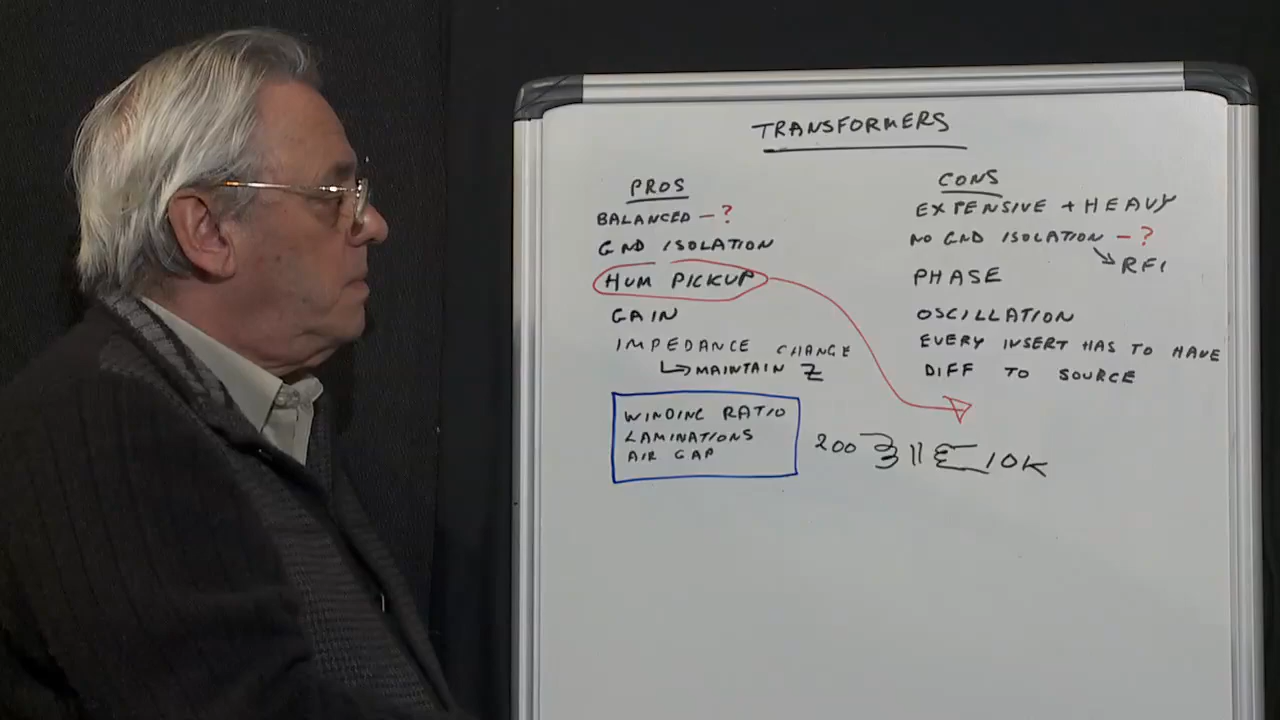 TRANSFORMERS
PROS
BALANCED - ?
GND ISOLATION
HUM PICKUP
GAIN
IMPEDANCE CHANGE
↳ MAINTAIN Z
WINDING RATIO
LAMINATIONS
AIR GAP
CONS
EXPENSIVE + HEAVY
NO GND ISOLATION - ?
↘ RFI
PHASE
OSCILLATION
EVERY INSERT HAS TO HAVE
DIFF TO SOURCE
200 10K